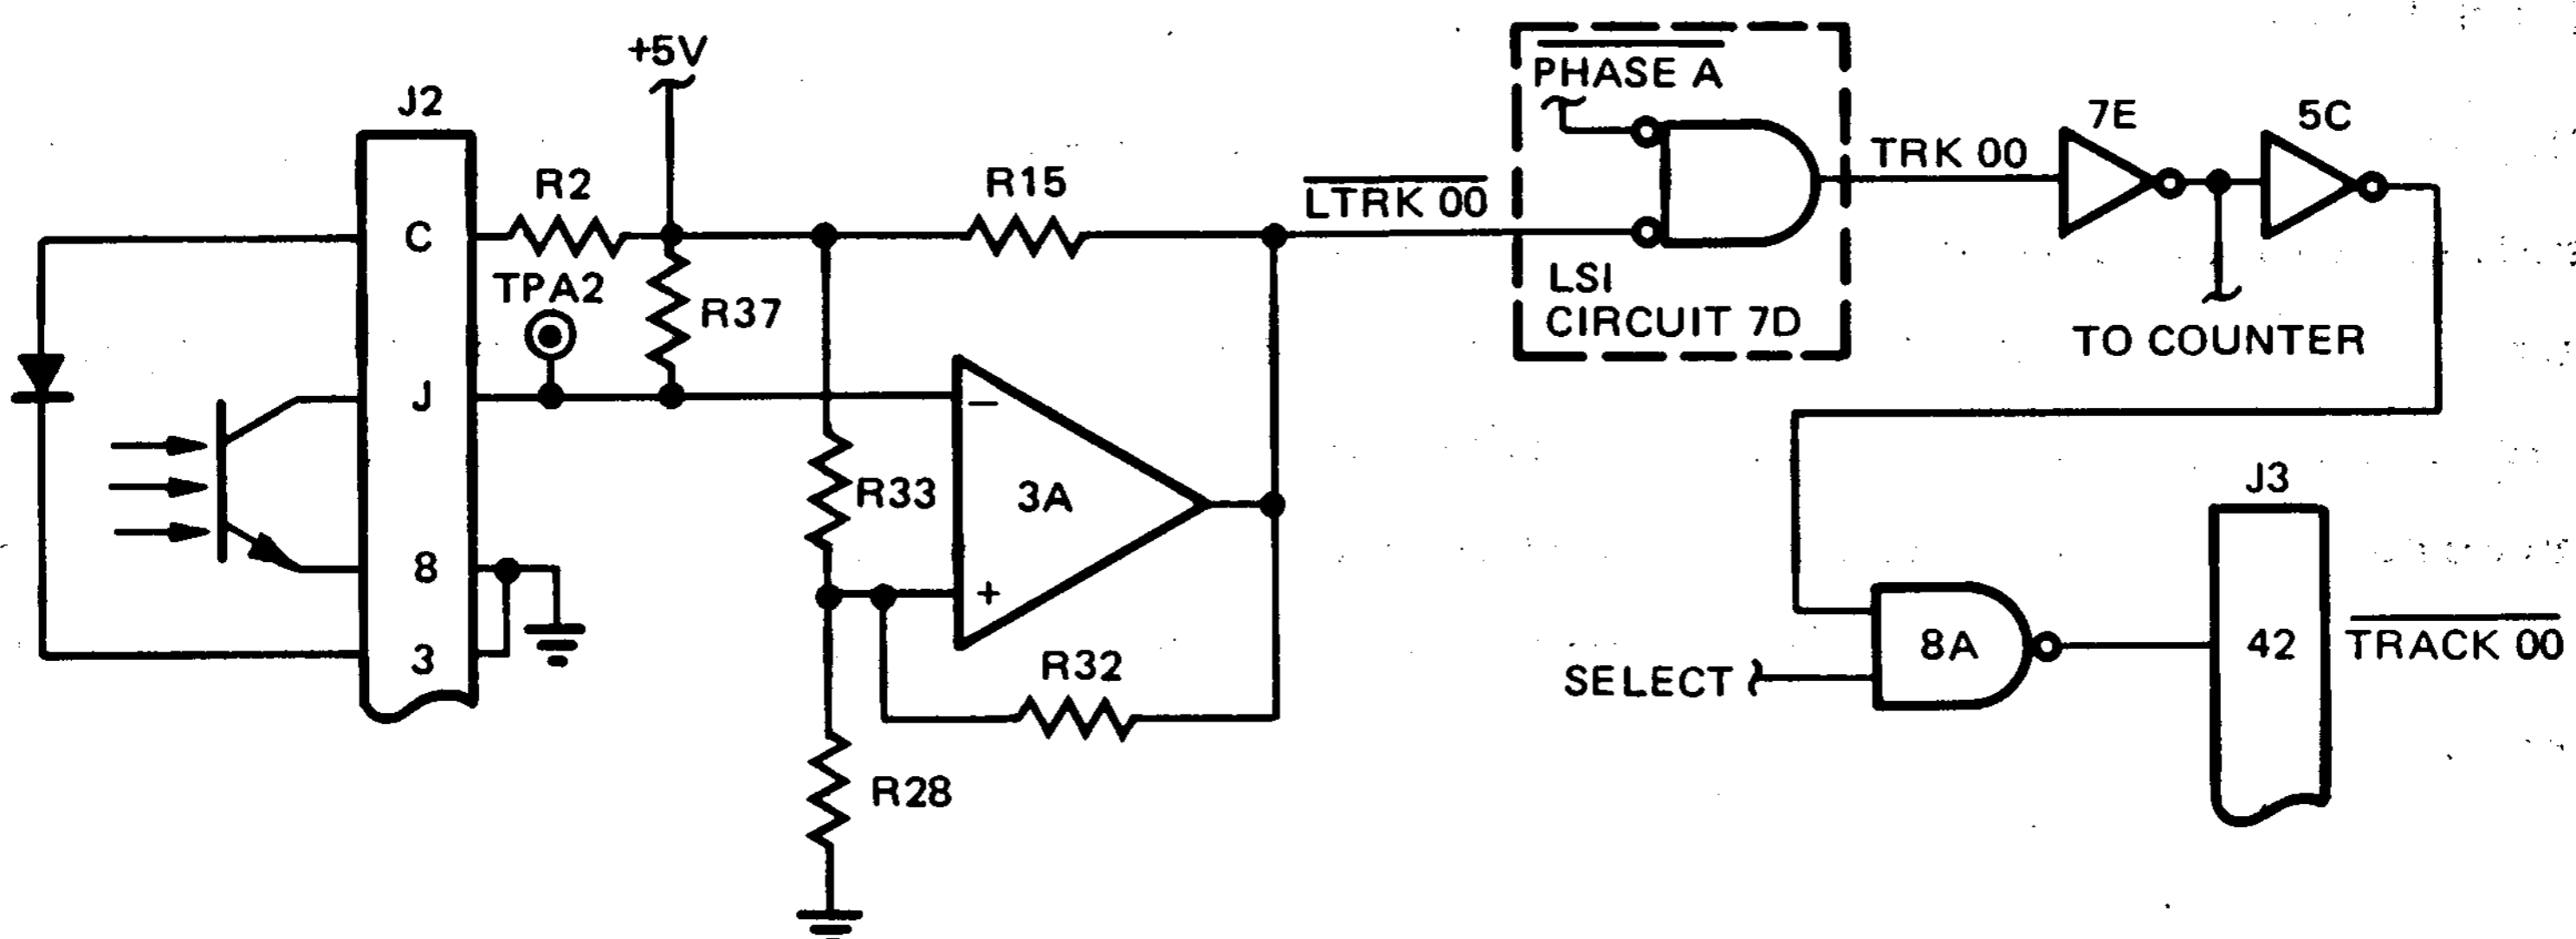 +5V
PHASE A
J2
7E
5C
R2
R15
TRK 00
LTRK 00
C
TPA2
R37
LSI
CIRCUIT 7D
TO COUNTER
J
−
R33
3A
J3
8
+
3
R32
SELECT
8A
42
TRACK 00
R28